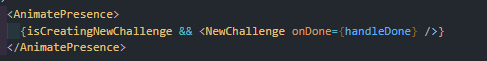 <AnimatePresence>
{isCreatingNewChallenge && <NewChallenge onDone={handleDone} />}
</AnimatePresence>